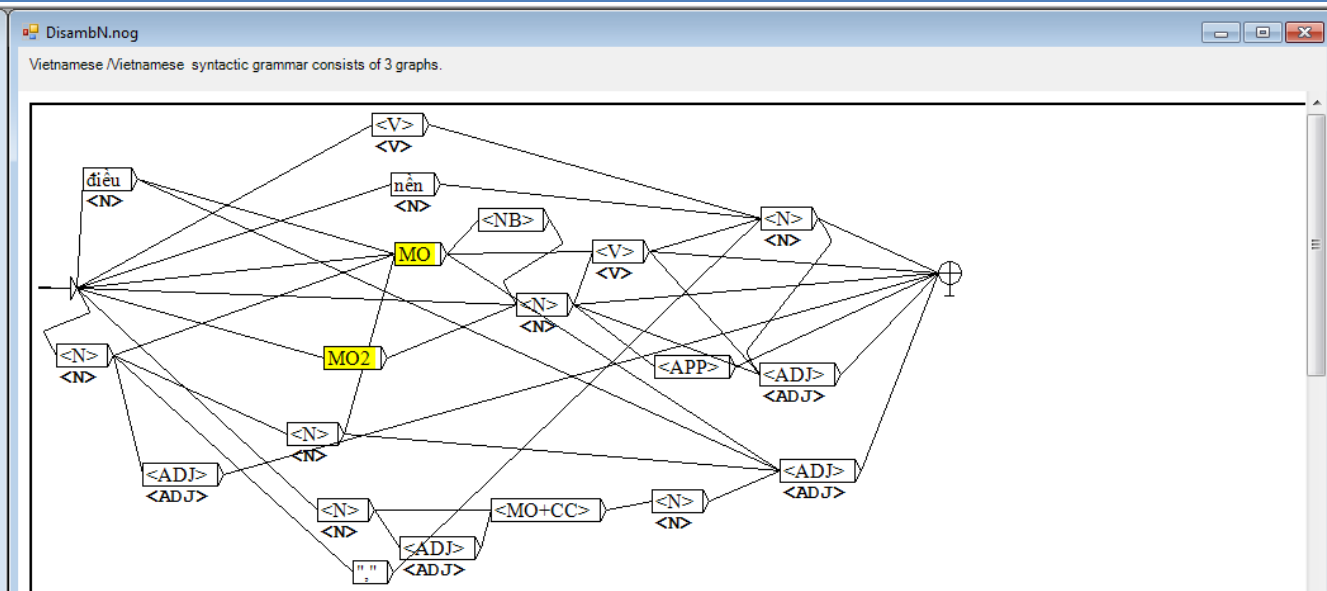 DisambN.nog
Vietnamese /Vietnamese syntactic grammar consists of 3 graphs.
<V>
<V>
điều
<N>
nền
<N>
<NB>
<N>
<N>
MO
<V>
<V>
<N>
<N>
<N>
<N>
MO2
<APP>
<ADJ>
<ADJ>
<N>
<N>
<ADJ>
<ADJ>
<ADJ>
<ADJ>
<N>
<N>
<MO+CC>
<N>
<N>
<ADJ>
<ADJ>
","